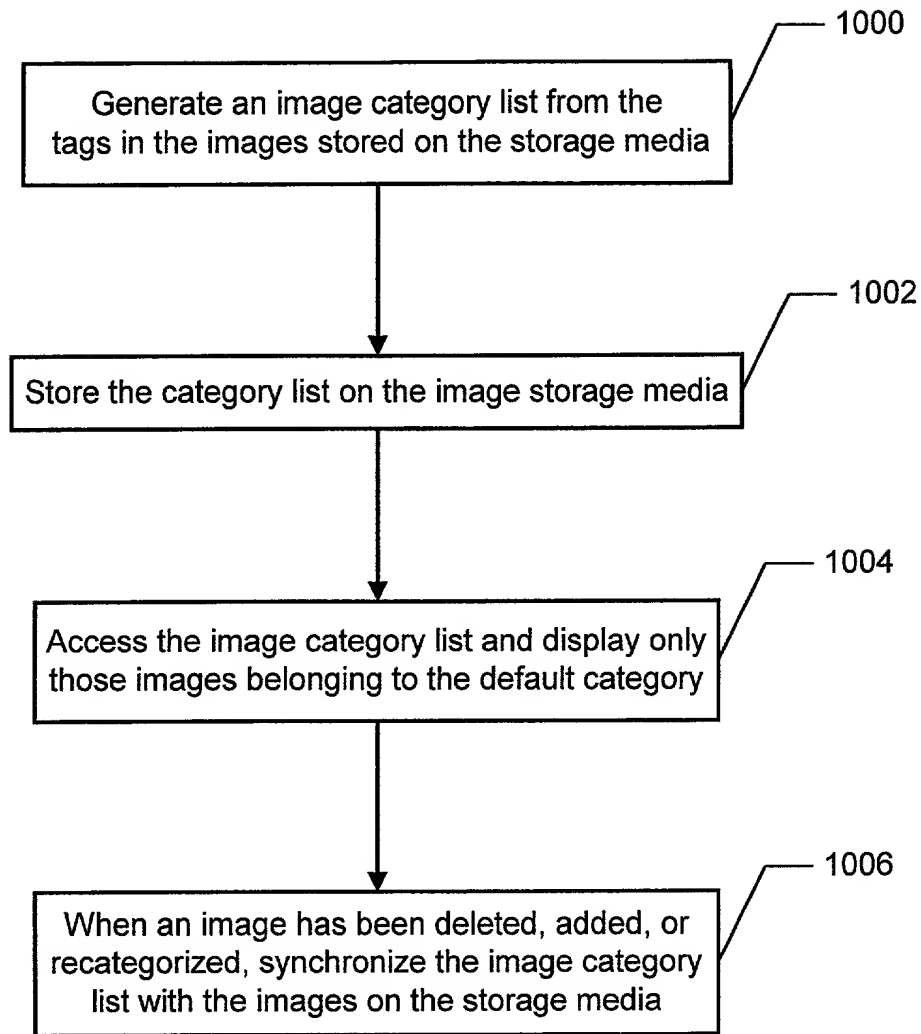 1000
Generate an image category list from the
tags in the images stored on the storage media
1002
Store the category list on the image storage media
1004
Access the image category list and display only
those images belonging to the default category
1006
When an image has been deleted, added, or
recategorized, synchronize the image category
list with the images on the storage media